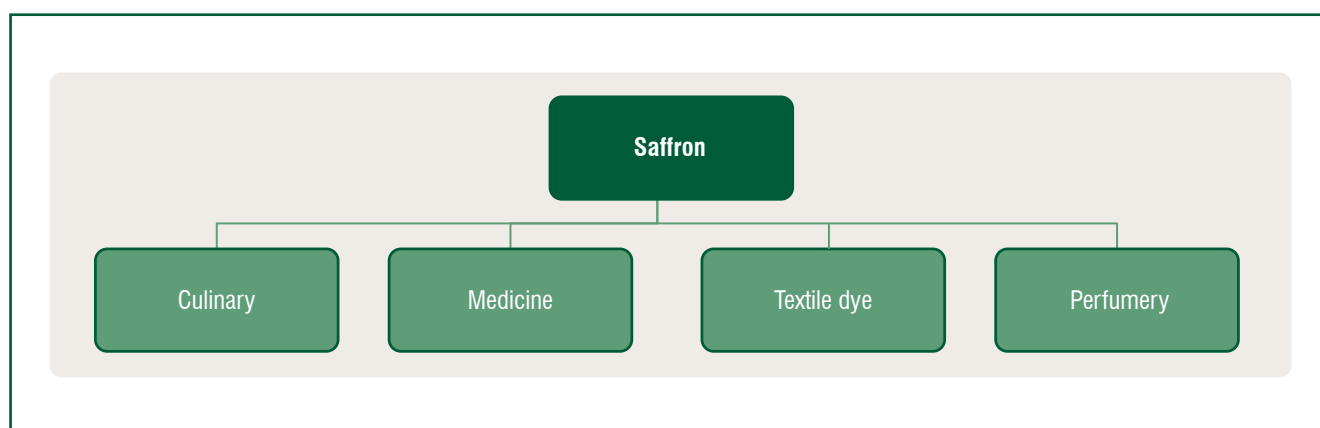 Saffron
Culinary
Medicine
Textile dye
Perfumery